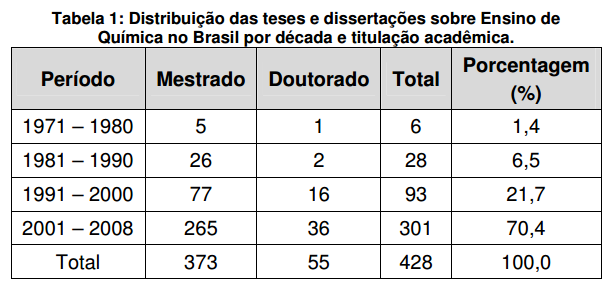 Tabela 1: Distribuição das teses e dissertações sobre Ensino de
Química no Brasil por década e titulação acadêmica.
Período Mestrado Doutorado Total Porcentagem (%)
1971 – 1980 5 1 6 1,4
1981 – 1990 26 2 28 6,5
1991 – 2000 77 16 93 21,7
2001 – 2008 265 36 301 70,4
Total 373 55 428 100,0